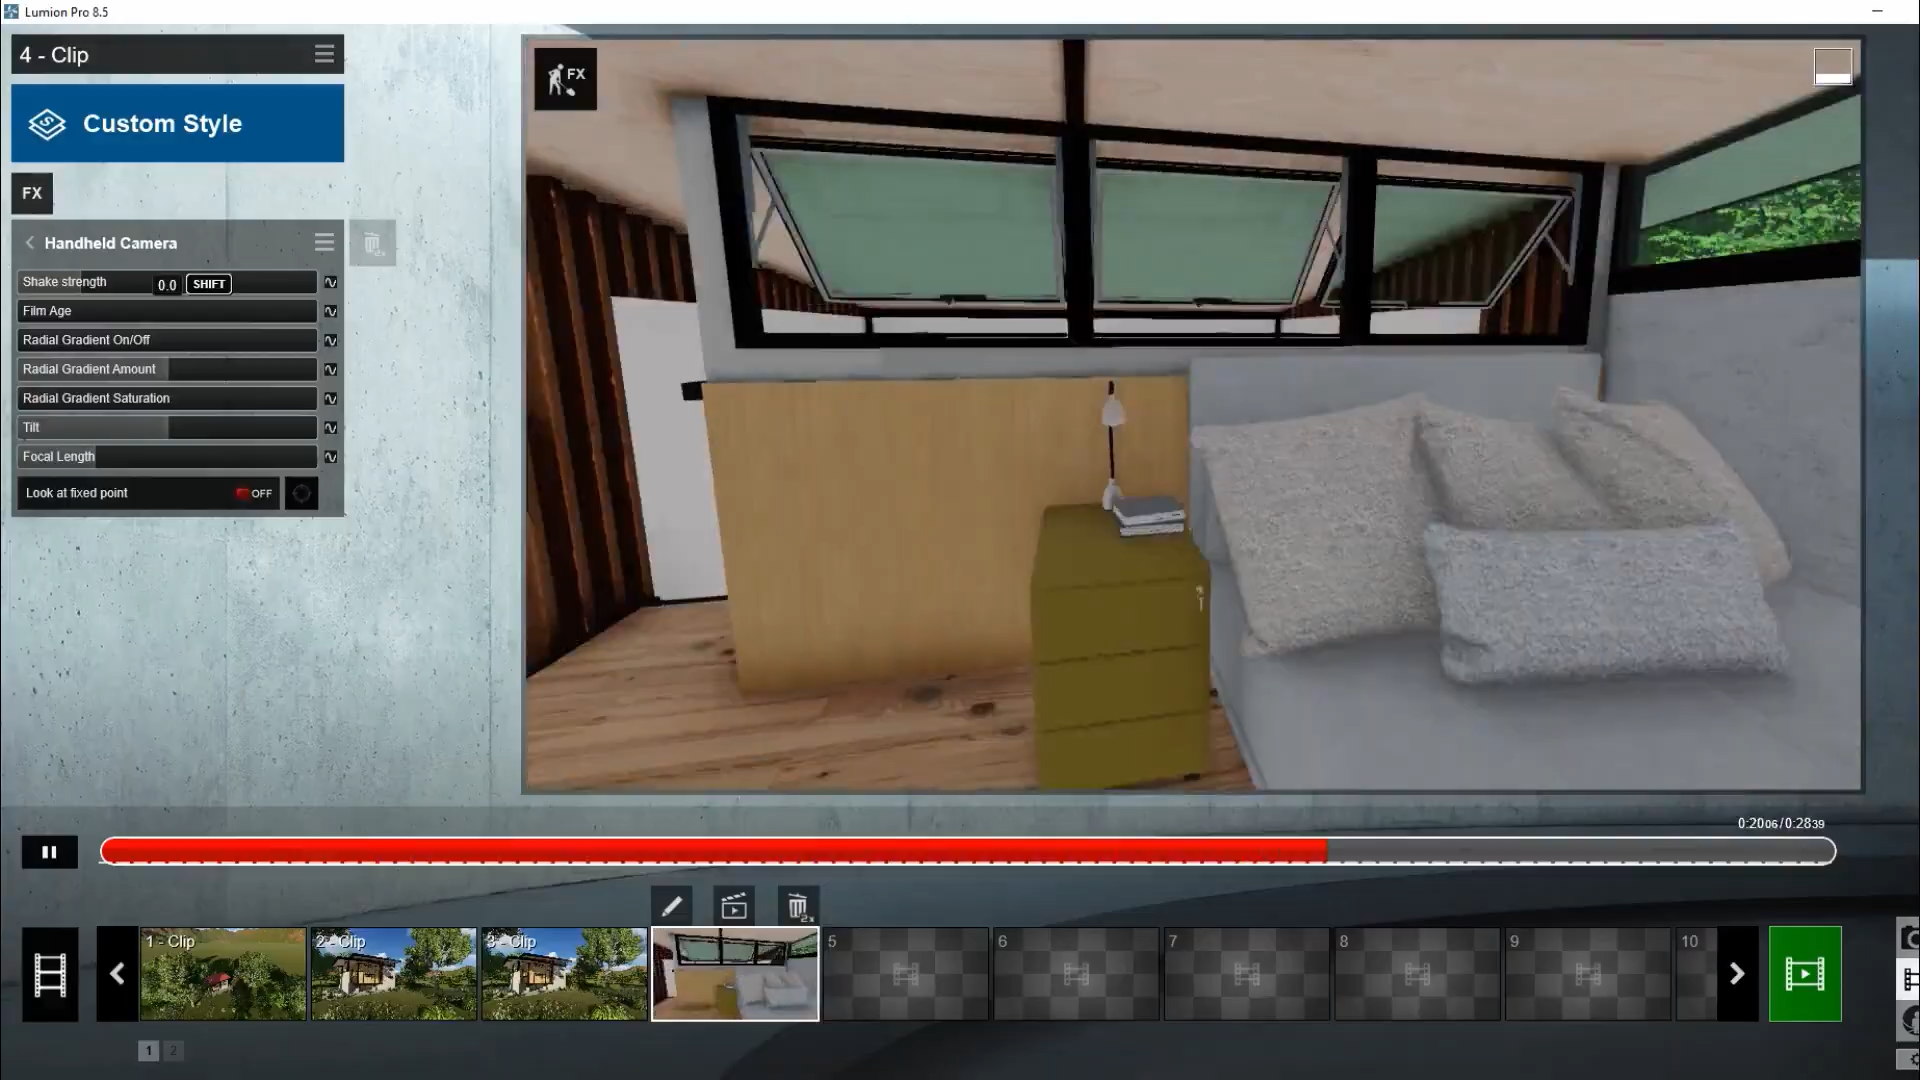 Lumion Pro 8.5
4 - Clip
Custom Style
FX
Handheld Camera
Shake strength 0.0 SHIFT
Film Age
Radial Gradient On/Off
Radial Gradient Amount
Radial Gradient Saturation
Tilt
Focal Length
Look at fixed point OFF
FX
0:2006/0:2839
2x
1 - Clip
2 - Clip
3 - Clip
5
6
7
8
9
10
1 2